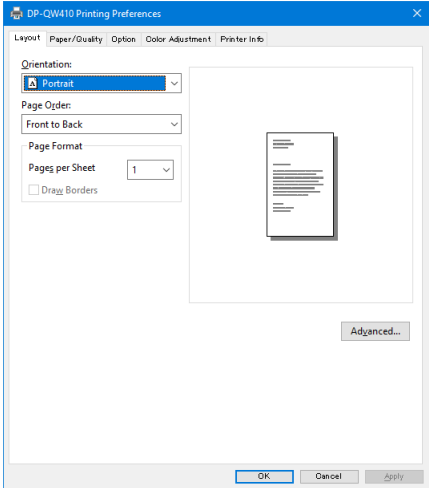 DP-QW410 Printing Preferences
Layout Paper/Quality Option Color Adjustment Printer Info
Orientation:
A Portrait
Page Order:
Front to Back
Page Format
Pages per Sheet 1
Draw Borders
Advanced...
OK Cancel Apply